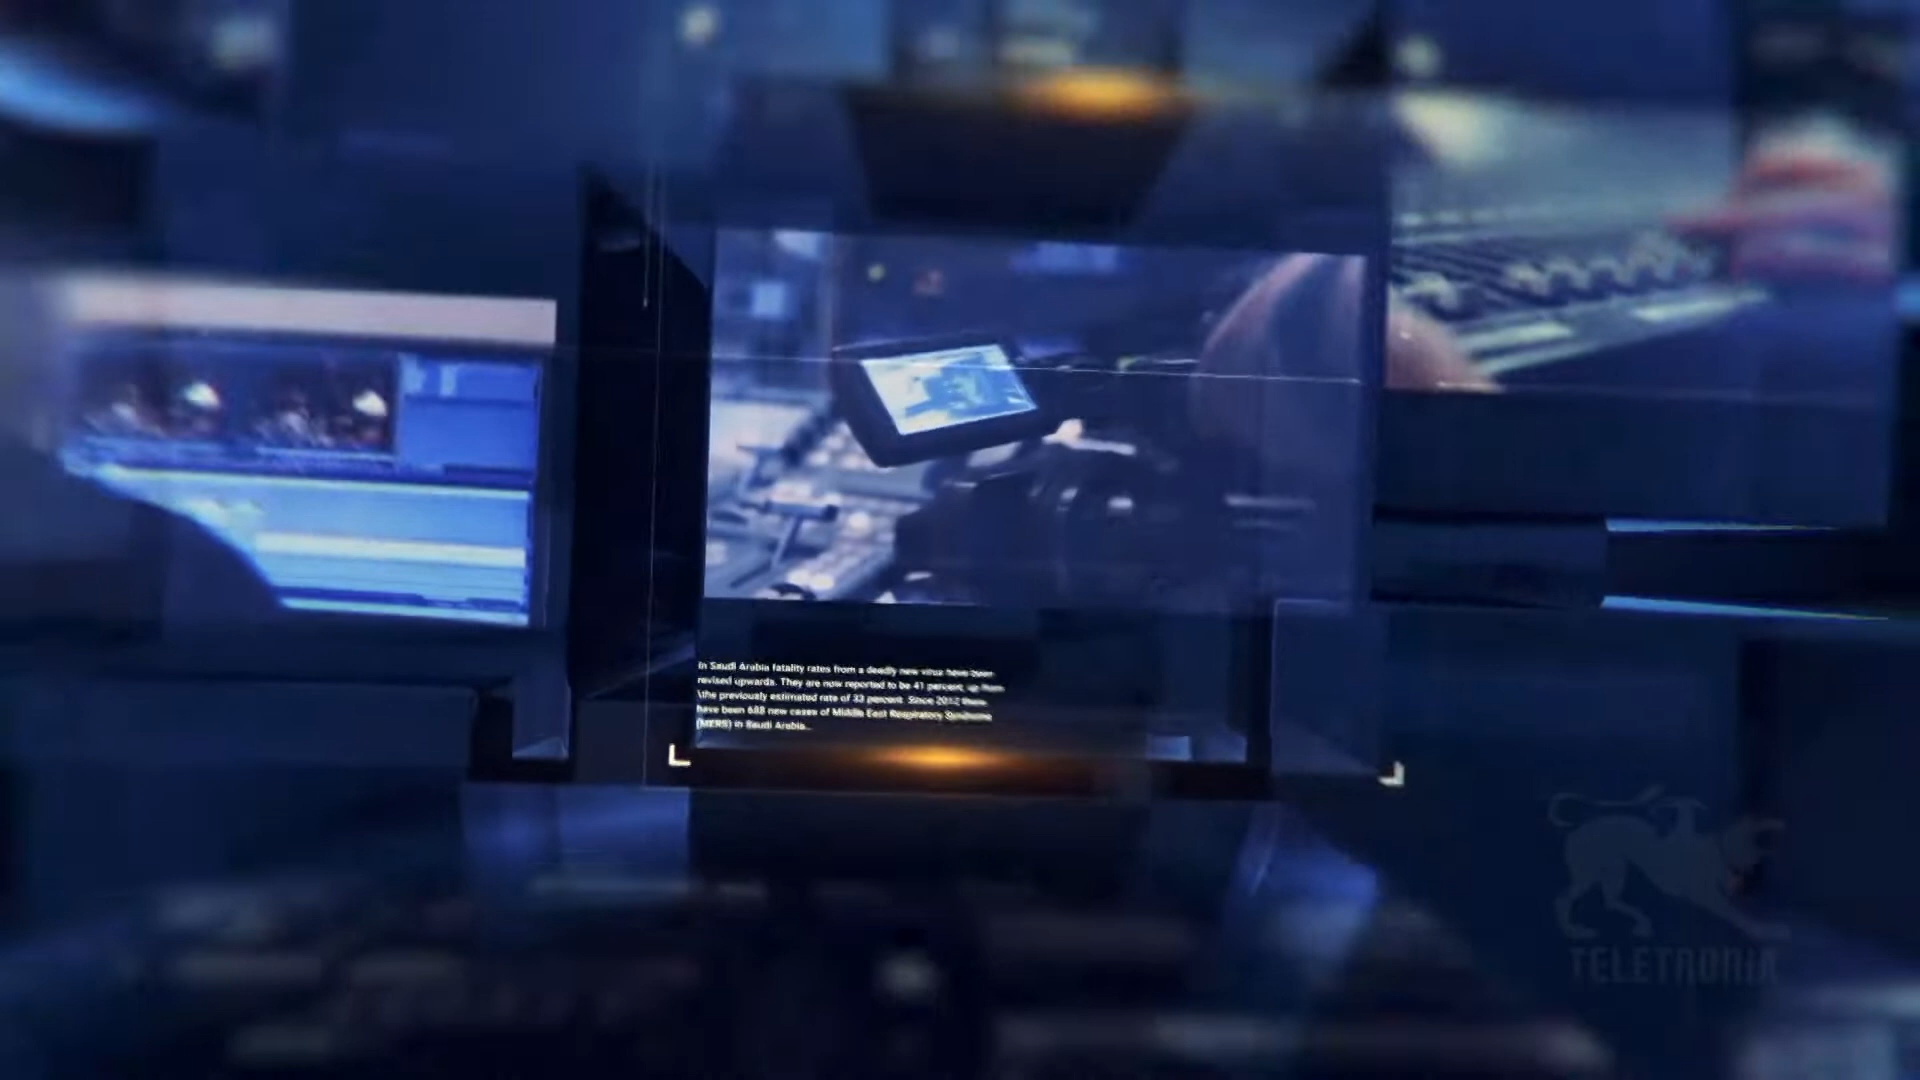 In Saudi Arabia fatality rates from a deadly new virus have been
revised upwards. They are now reported to be 41 percent, up from
\the previously estimated rate of 33 percent. Since 2012 there
have been 688 new cases of Middle East Respiratory Syndrome
(MERS) in Saudi Arabia...
TELETRONIK